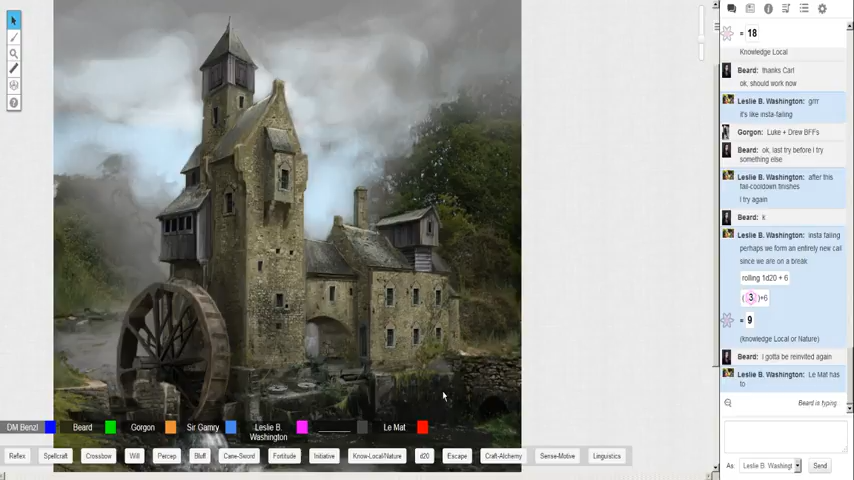 = 18
Knowledge Local
Beard: thanks Carl
ok, should work now
Leslie B. Washington: grrr
it's like insta-failing
Gorgon: Luke + Drew BFF's
Beard: ok, last try before I try
something else
Leslie B. Washington: after this
fail-cooldown finishes
I try again
Beard: k
Leslie B. Washington: insta failing
perhaps we form an entirely new call
since we are on a break
rolling 1d20 + 6
(3)+6
= 9
(knowledge Local or Nature)
Beard: I gotta be reinvited again
Leslie B. Washington: Le Mat has
to
Beard is typing.
DM Benzl
Beard
Gorgon
Sir Gamry
Leslie B.
Washington
Le Mat
Reflex
Spellcraft
Crossbow
Will
Percep
Bluff
Cane-Sword
Fortitude
Initiative
Know-Local/Nature
d20
Escape
Craft-Alchemy
Sense-Motive
Linguistics
As:
Leslie B. Washingt
Send